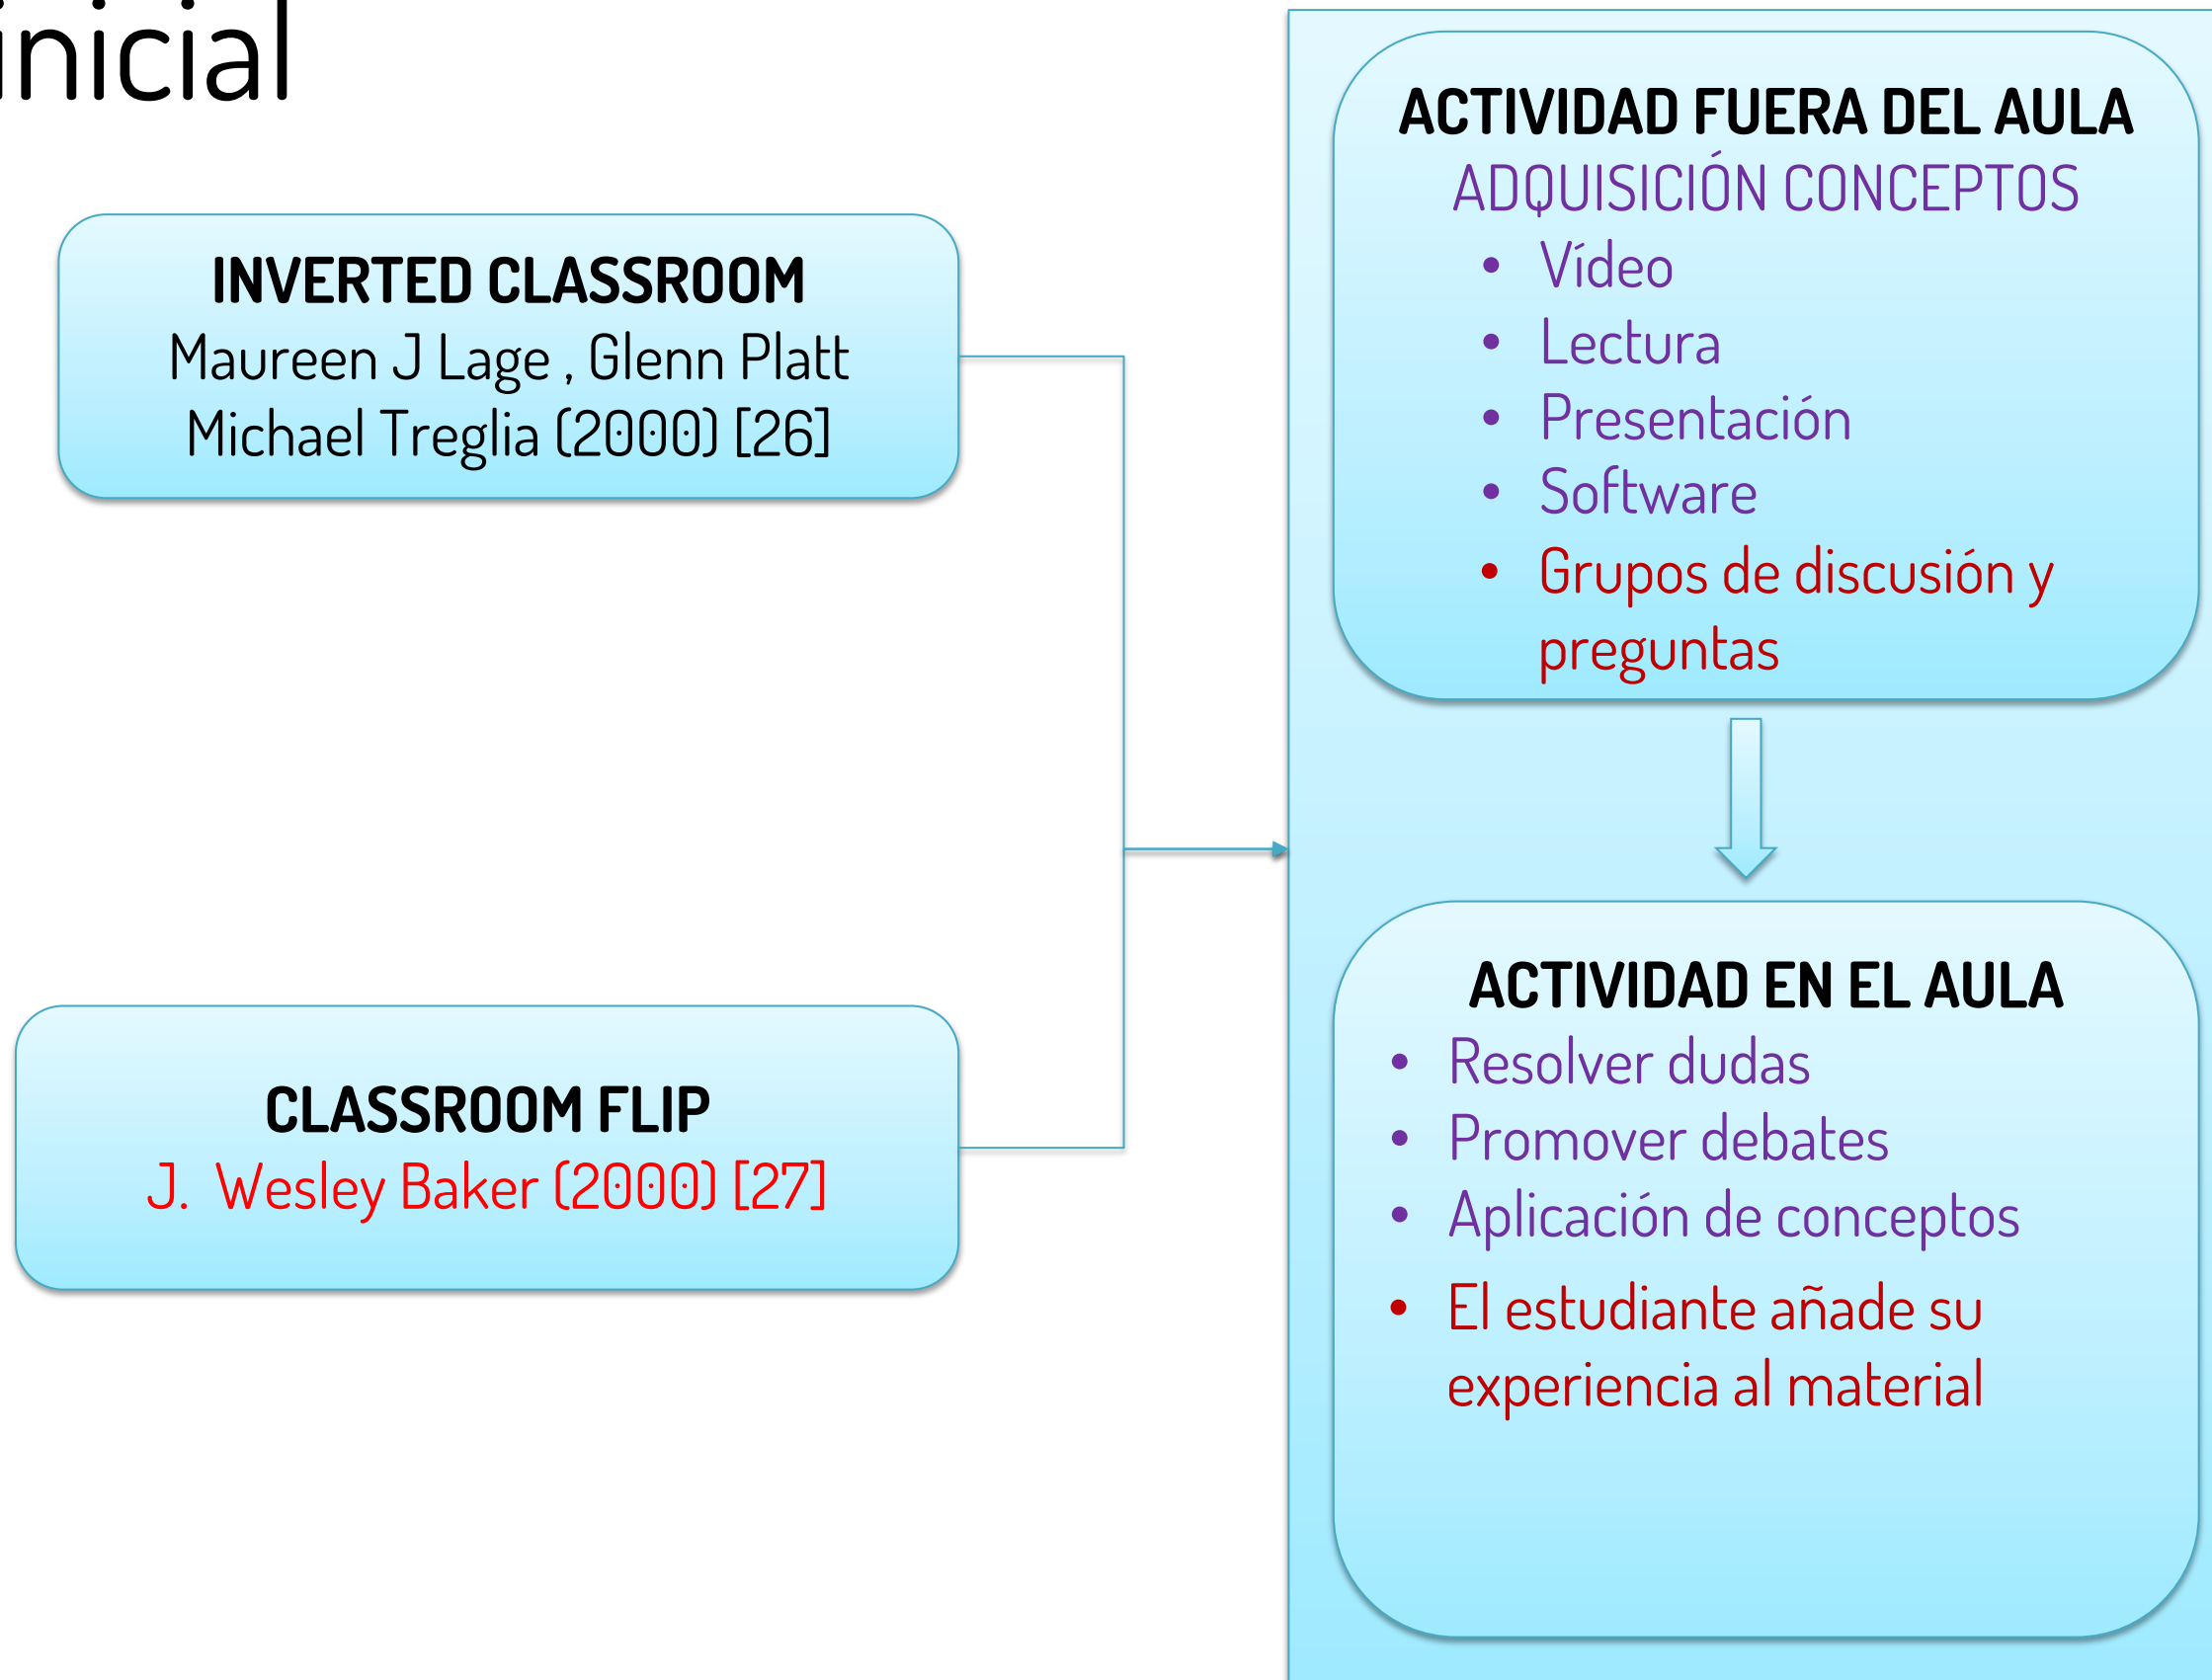 inicial
INVERTED CLASSROOM
Maureen J Lage , Glenn Platt
Michael Treglia (2000) [26]
CLASSROOM FLIP
J. Wesley Baker (2000) [27]
ACTIVIDAD FUERA DEL AULA
ADQUISICIÓN CONCEPTOS
• Vídeo
• Lectura
• Presentación
• Software
• Grupos de discusión y
preguntas
ACTIVIDAD EN EL AULA
• Resolver dudas
• Promover debates
• Aplicación de conceptos
• El estudiante añade su
experiencia al material